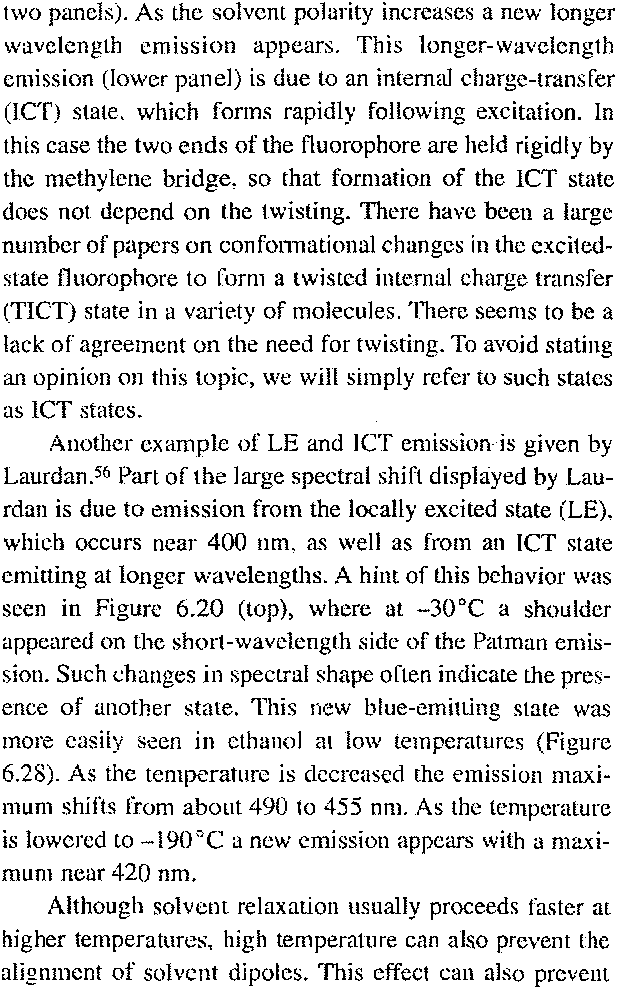 two panels). As the solvent polarity increases a new longer
wavelength emission appears. This longer-wavelength
emission (lower panel) is due to an internal charge-transfer
(ICT) state, which forms rapidly following excitation. In
this case the two ends of the fluorophore are held rigidly by
the methylene bridge, so that formation of the ICT state
does not depend on the twisting. There have been a large
number of papers on conformational changes in the excited-
state fluorophore to form a twisted internal charge transfer
(TICT) state in a variety of molecules. There seems to be a
lack of agreement on the need for twisting. To avoid stating
an opinion on this topic, we will simply refer to such states
as ICT states.
Another example of LE and ICT emission is given by
Laurdan.⁵⁶ Part of the large spectral shift displayed by Lau-
rdan is due to emission from the locally excited state (LE),
which occurs near 400 nm, as well as from an ICT state
emitting at longer wavelengths. A hint of this behavior was
seen in Figure 6.20 (top), where at –30°C a shoulder
appeared on the short-wavelength side of the Patman emis-
sion. Such changes in spectral shape often indicate the pres-
ence of another state. This new blue-emitting state was
more easily seen in ethanol at low temperatures (Figure
6.28). As the temperature is decreased the emission maxi-
mum shifts from about 490 to 455 nm. As the temperature
is lowered to –190°C a new emission appears with a maxi-
mum near 420 nm.
Although solvent relaxation usually proceeds faster at
higher temperatures, high temperature can also prevent the
alignment of solvent dipoles. This effect can also prevent